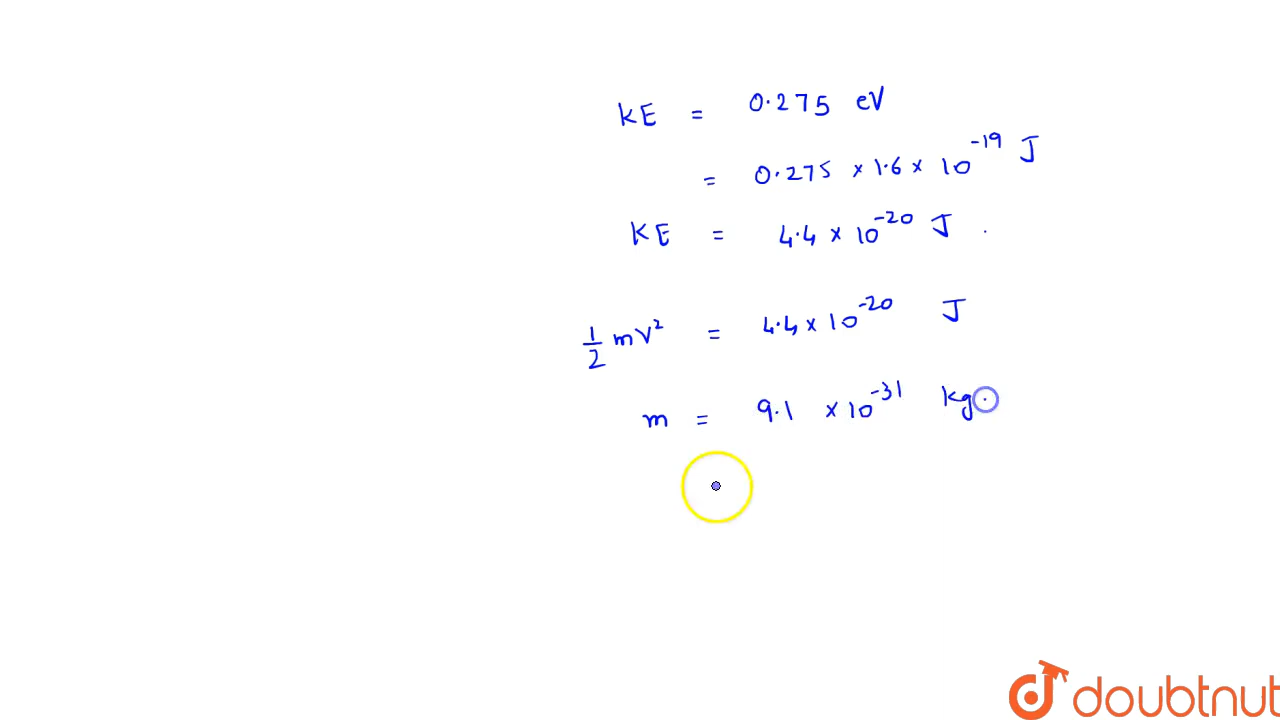 KE = 0.275 eV
= 0.275 × 1.6 × 10⁻¹⁹ J
KE = 4.4 × 10⁻²⁰ J .
1/2 mv² = 4.4 × 10⁻²⁰ J
m = 9.1 × 10⁻³¹ kg
doubtnut